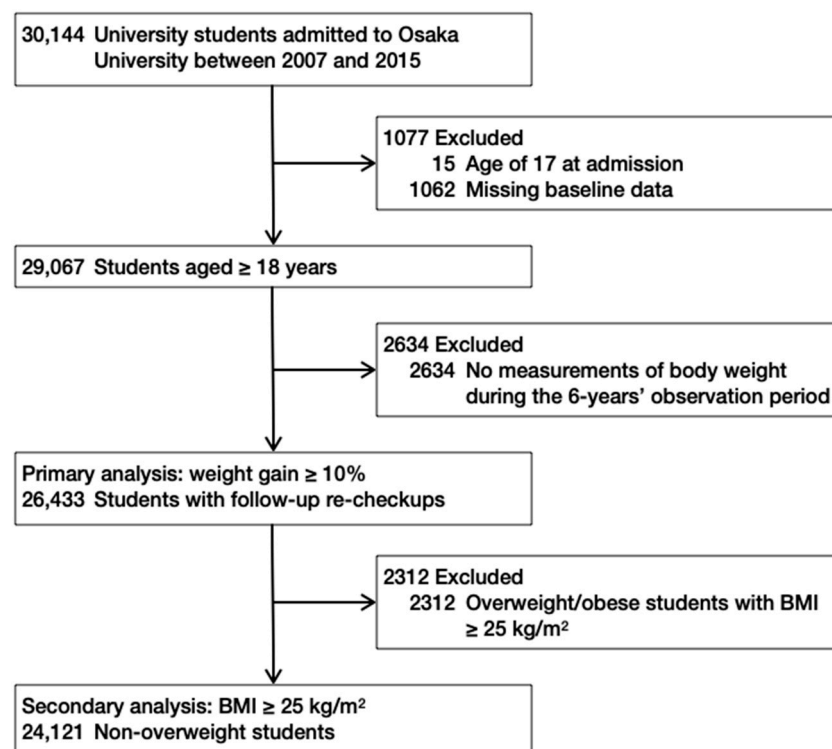 30,144 University students admitted to Osaka
University between 2007 and 2015
1077 Excluded
15 Age of 17 at admission
1062 Missing baseline data
29,067 Students aged ≥ 18 years
2634 Excluded
2634 No measurements of body weight
during the 6-years’ observation period
Primary analysis: weight gain ≥ 10%
26,433 Students with follow-up re-checkups
2312 Excluded
2312 Overweight/obese students with BMI
≥ 25 kg/m²
Secondary analysis: BMI ≥ 25 kg/m²
24,121 Non-overweight students